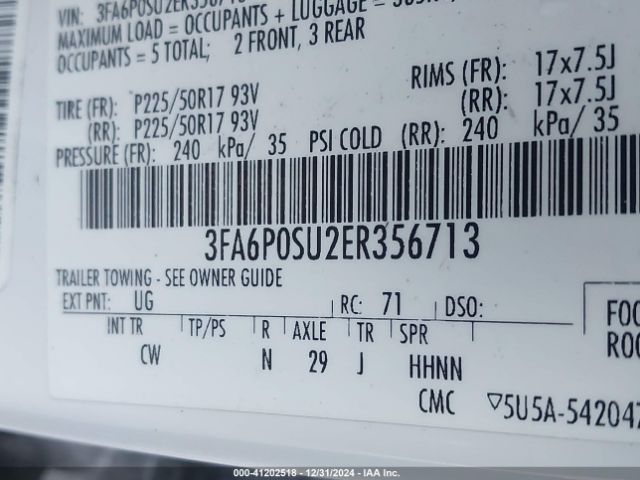 VIN: 3FA6P0SU2ER356713
MAXIMUM LOAD = OCCUPANTS + LUGGAGE =
OCCUPANTS = 5 TOTAL; 2 FRONT, 3 REAR
TIRE (FR): P225/50R17 93V RIMS (FR): 17x7.5J
(RR): P225/50R17 93V (RR): 17x7.5J
PRESSURE (FR): 240 kPa/ 35 PSI COLD (RR): 240 kPa/ 35
3FA6P0SU2ER356713
TRAILER TOWING - SEE OWNER GUIDE
EXT PNT: UG RC: 71 DSO:
INT TR TP/PS R AXLE TR SPR
CW N 29 J HHNN
CMC ▽5U5A-542047
FOO
ROO
000-41202518 - 12/31/2024 - IAA Inc.